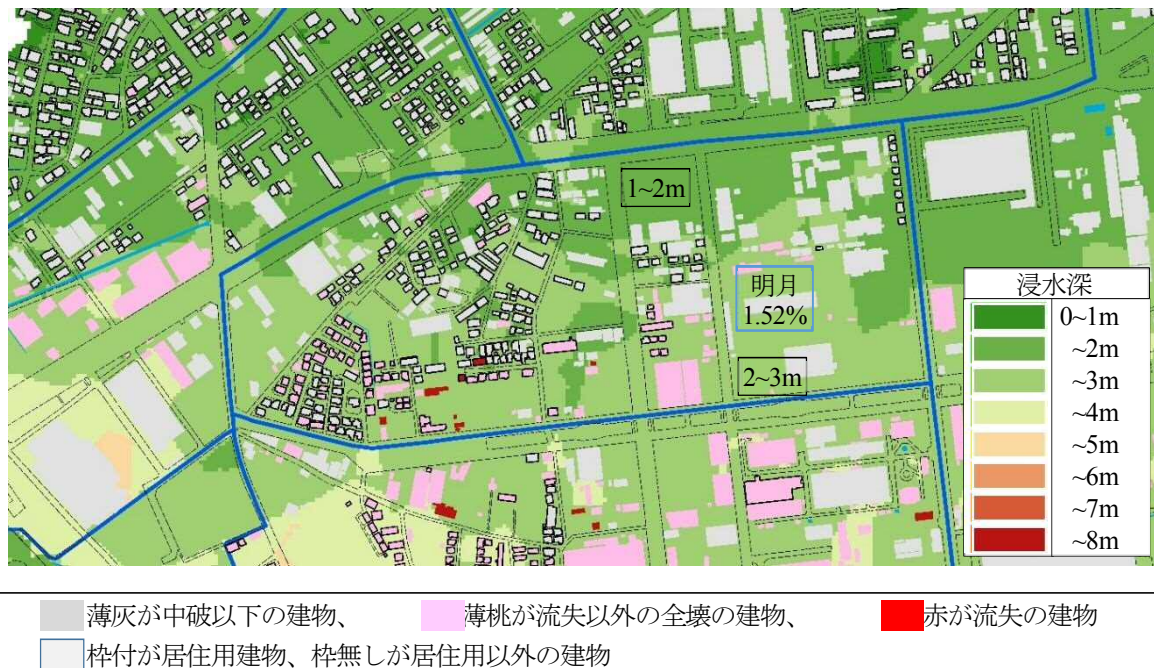 1~2m
明月
1.52%
2~3m
浸水深
0~1m
~2m
~3m
~4m
~5m
~6m
~7m
~8m
薄灰が中破以下の建物、 薄桃が流失以外の全壊の建物、 赤が流失の建物
枠付が居住用建物、枠無しが居住用以外の建物